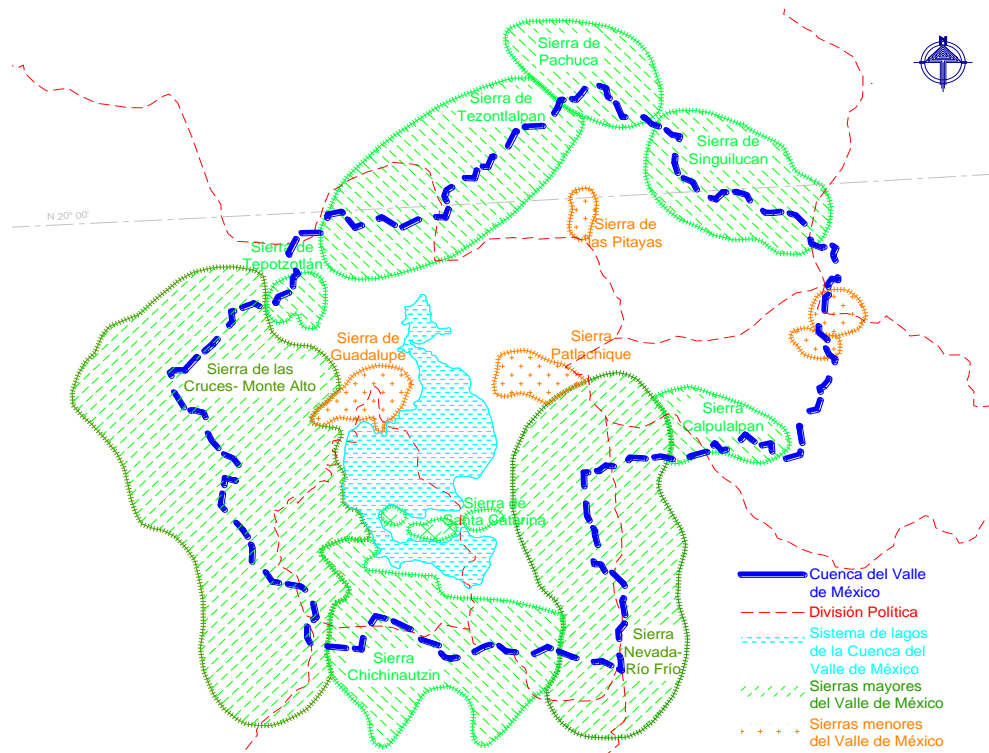 Sierra de
Pachuca
N
Sierra de
Tezontlalpan
Sierra de
Singuilucan
N 20° 00'
Sierra de
las Pitayas
Sierra de
Tepotzotlán
Sierra de
Guadalupe
Sierra
Patlachique
Sierra de las
Cruces- Monte Alto
Sierra
Calpulalpan
Sierra de
Santa Catarina
Sierra
Nevada-
Río Frío
Sierra
Chichinautzin
Cuenca del Valle
de México
División Política
Sistema de lagos
de la Cuenca del
Valle de México
Sierras mayores
del Valle de México
Sierras menores
del Valle de México